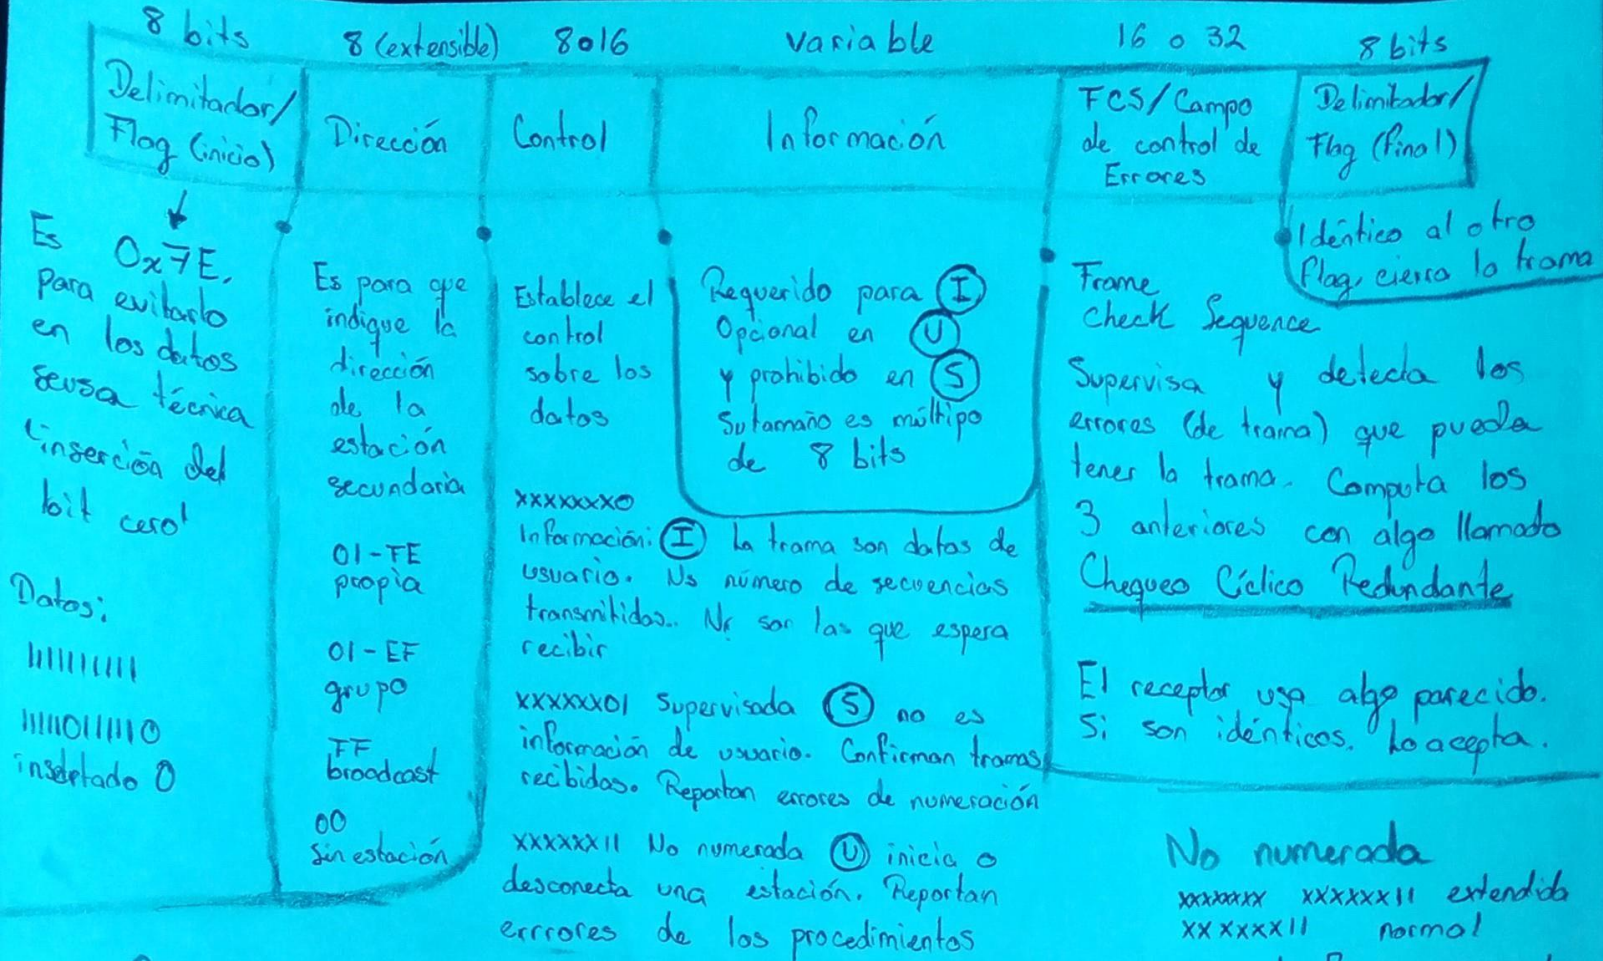 8 bits
8 (extensible)
8 o 16
variable
16 o 32
8 bits
Delimitador/
Flag (inicio)
Dirección
Control
Información
FCS/Campo
de control de
Errores
Delimitador/
Flag (final)
Es 0x7E,
para evitarlo
en los datos
se usa técnica
"inserción del
bit cero"
Datos:
1111111111
111110111110
insertado 0
Es para que
indique la
dirección
de la
estación
secundaria
01-FE
propia
01-EF
grupo
FF
broadcast
00
sin estación
Establece el
control
sobre los
datos
Requerido para I
Opcional en U
y prohibido en S
Su tamaño es múltipo
de 8 bits
xxxxxxx0
Información: I La trama son datos de
usuario. Ns número de secuencias
transmitidas.. Nr son las que espera
recibir
xxxxxx01 Supervisada S no es
información de usuario. Confirman tramas
recibidas. Reportan errores de numeración
xxxxxx11 No numerada U inicia o
desconecta una estación. Reportan
errrores de los procedimientos
Frame
check Sequence
Supervisa y detecta los
errores (de trama) que pueda
tener la trama. Computa los
3 anteriores con algo llamado
Chequeo Cíclico Redundante
El receptor usa algo parecido.
Si son idénticos. Lo acepta.
Idéntico al otro
flag, cierra la trama
No numerada
xxxxxxxx xxxxxx11 extendida
xxxxxx11 normal